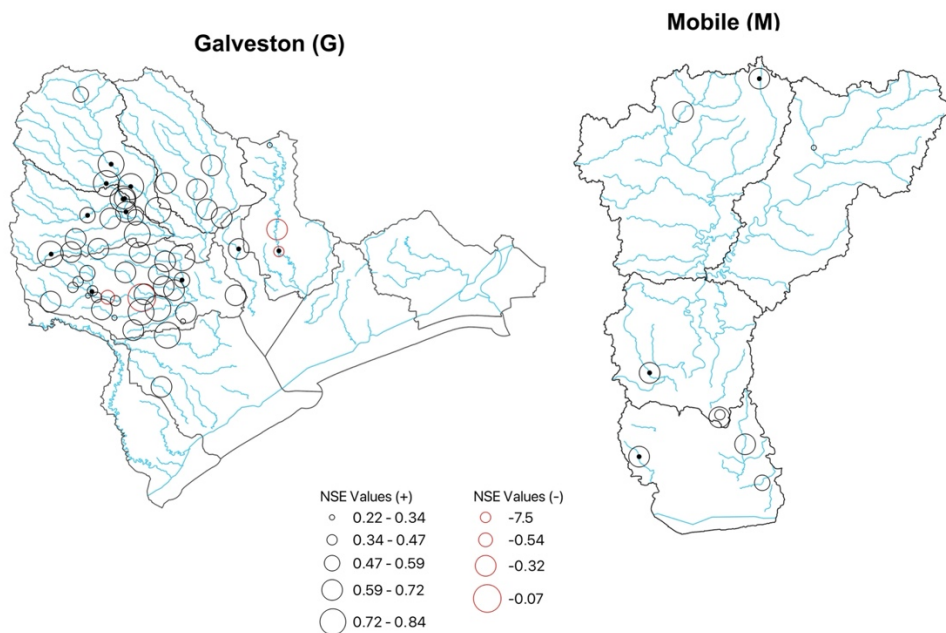 Galveston (G)
Mobile (M)
NSE Values (+)
0.22 - 0.34
0.34 - 0.47
0.47 - 0.59
0.59 - 0.72
0.72 - 0.84
NSE Values (-)
-7.5
-0.54
-0.32
-0.07